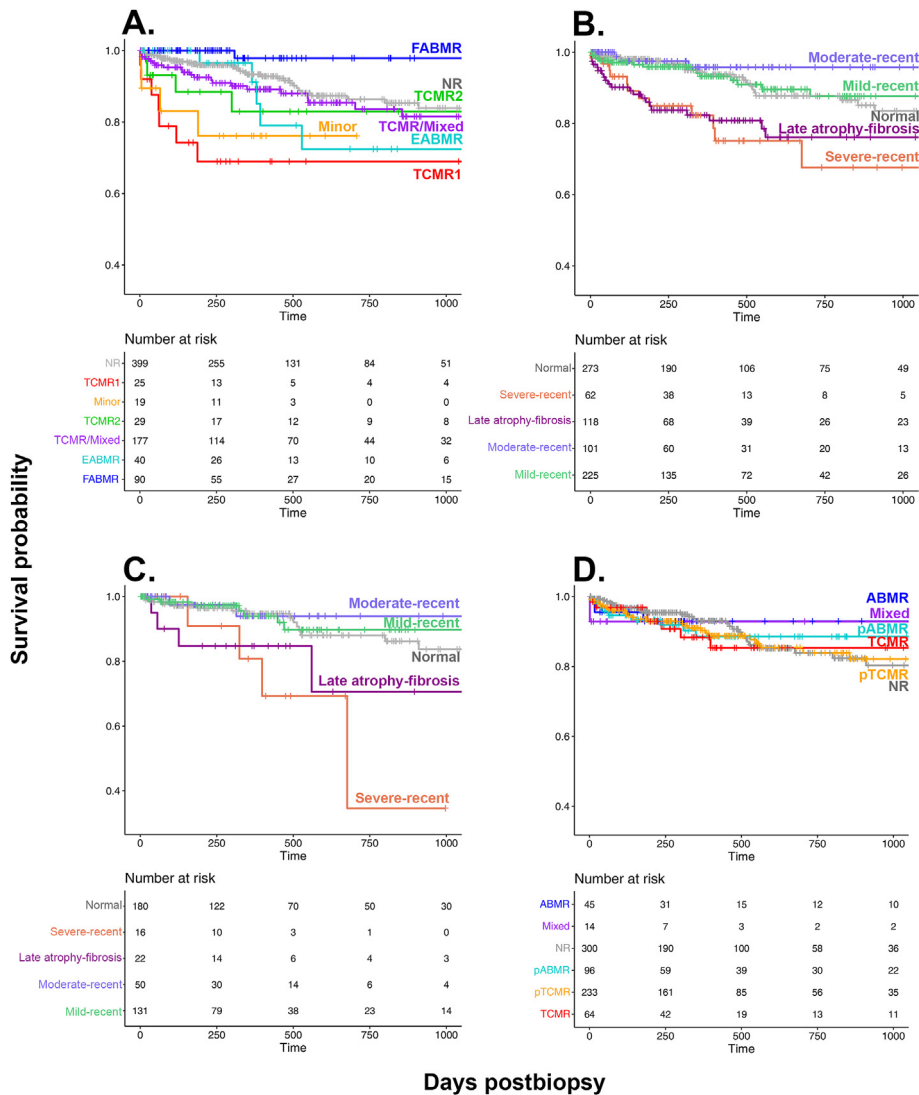 A.
1.0
0.8
0.6
0.4
FABMR
NR
TCMR2
Minor
TCMR/Mixed
EABMR
TCMR1
0 250 500 750 1000
Time
Number at risk
NR 399 255 131 84 51
TCMR1 25 13 5 4 4
Minor 19 11 3 0 0
TCMR2 29 17 12 9 8
TCMR/Mixed 177 114 70 44 32
EABMR 40 26 13 10 6
FABMR 90 55 27 20 15
0 250 500 750 1000
Time
B.
1.0
0.8
0.6
0.4
Moderate-recent
Mild-recent
Normal
Late atrophy-fibrosis
Severe-recent
0 250 500 750 1000
Time
Number at risk
Normal 273 190 106 75 49
Severe-recent 62 38 13 8 5
Late atrophy-fibrosis 118 68 39 26 23
Moderate-recent 101 60 31 20 13
Mild-recent 225 135 72 42 26
0 250 500 750 1000
Time
Survival probability
C.
1.0
0.8
0.6
0.4
Moderate-recent
Mild-recent
Normal
Late atrophy-fibrosis
Severe-recent
0 250 500 750 1000
Time
Number at risk
Normal 180 122 70 50 30
Severe-recent 16 10 3 1 0
Late atrophy-fibrosis 22 14 6 4 3
Moderate-recent 50 30 14 6 4
Mild-recent 131 79 38 23 14
0 250 500 750 1000
Time
D.
1.0
0.8
0.6
0.4
ABMR
Mixed
pABMR
TCMR
pTCMR
NR
0 250 500 750 1000
Time
Number at risk
ABMR 45 31 15 12 10
Mixed 14 7 3 2 2
NR 300 190 100 58 36
pABMR 96 59 39 30 22
pTCMR 233 161 85 56 35
TCMR 64 42 19 13 11
0 250 500 750 1000
Time
Days postbiopsy